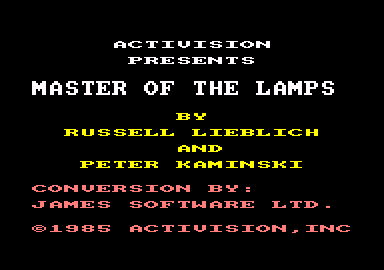 ACTIVISION
PRESENTS
MASTER OF THE LAMPS
BY
RUSSELL LIEBLICH
AND
PETER KAMINSKI
CONVERSION BY:
JAMES SOFTWARE LTD.
©1985 ACTIVISION,INC